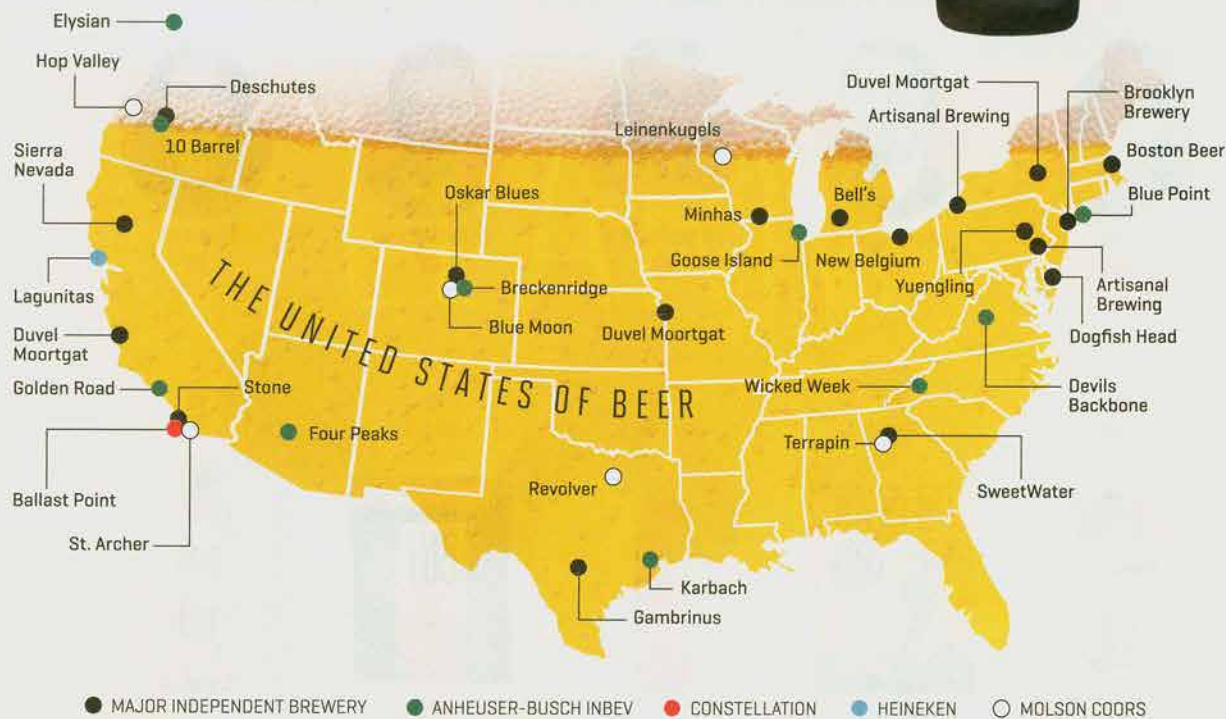 Elysian
Hop Valley
Deschutes
10 Barrel
Sierra
Nevada
Lagunitas
Duvel
Moortgat
Golden Road
Stone
Ballast Point
St. Archer
Four Peaks
Oskar Blues
Breckenridge
Blue Moon
THE UNITED STATES OF BEER
Leinenkugels
Minhas
Goose Island
Duvel Moortgat
Bell's
New Belgium
Duvel Moortgat
Artisanal Brewing
Brooklyn
Brewery
Boston Beer
Blue Point
Yuengling
Artisanal
Brewing
Dogfish Head
Devils
Backbone
Wicked Week
Terrapin
SweetWater
Revolver
Karbach
Gambrinus
MAJOR INDEPENDENT BREWERY
ANHEUSER-BUSCH INBEV
CONSTELLATION
HEINEKEN
MOLSON COORS